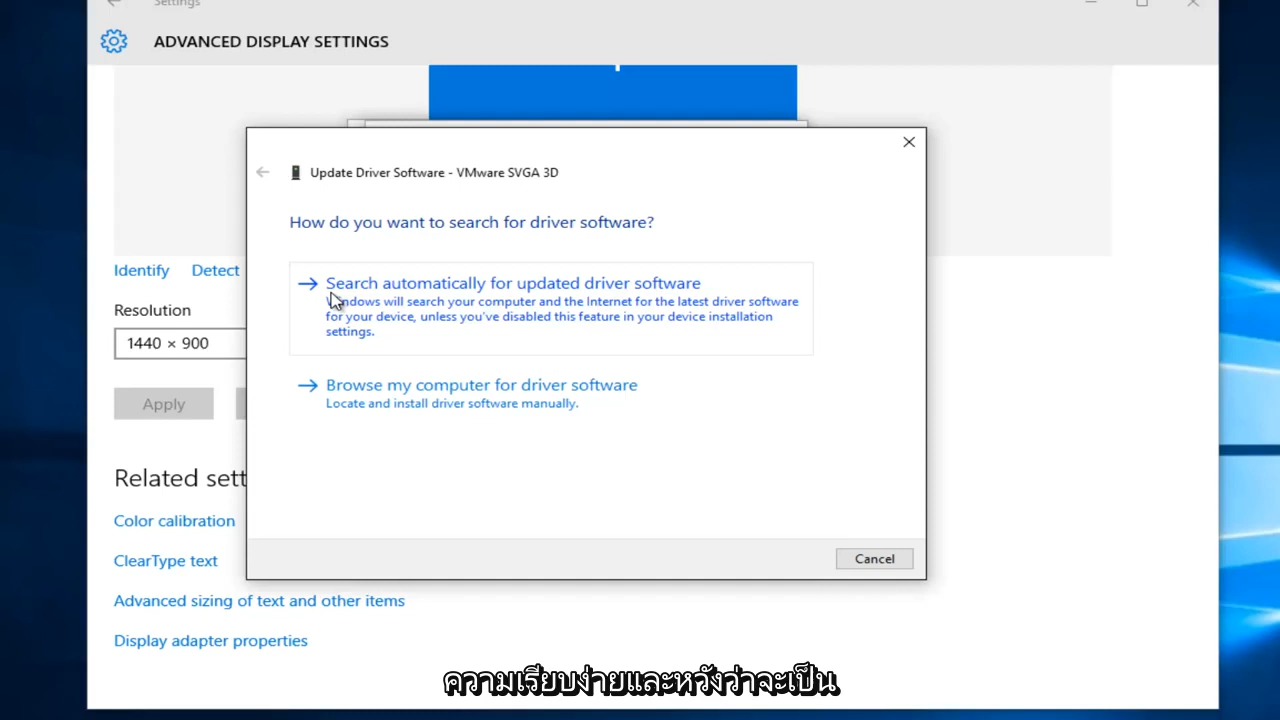 Settings
ADVANCED DISPLAY SETTINGS
Update Driver Software - VMware SVGA 3D
How do you want to search for driver software?
Search automatically for updated driver software
Windows will search your computer and the Internet for the latest driver software
for your device, unless you've disabled this feature in your device installation
settings.
Browse my computer for driver software
Locate and install driver software manually.
Cancel
Identify Detect
Resolution
1440 × 900
Apply
Related sett
Color calibration
ClearType text
Advanced sizing of text and other items
Display adapter properties
ความเรียบง่ายและหวังว่าจะเป็น